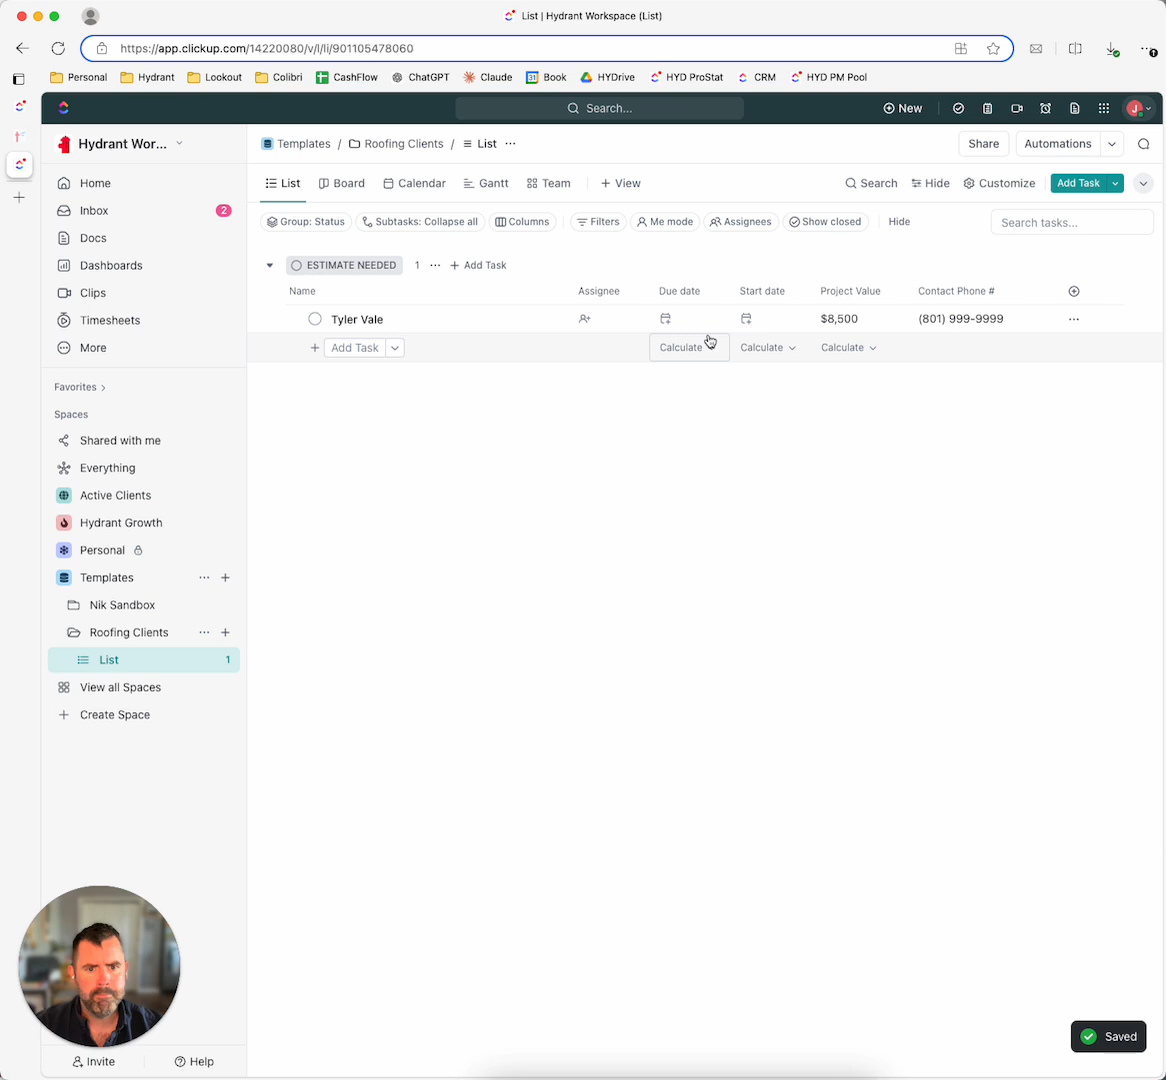 List | Hydrant Workspace (List)
https://app.clickup.com/14220080/v/l/li/901105478060
Personal Hydrant Lookout Colibri CashFlow ChatGPT Claude 31 Book HYDrive HYD ProStat CRM HYD PM Pool
Search... New J
Hydrant Wor... Templates / Roofing Clients / List ... Share Automations
Home List Board Calendar Gantt Team + View Search Hide Customize Add Task
Inbox 2 Group: Status Subtasks: Collapse all Columns Filters Me mode Assignees Show closed Hide Search tasks...
Docs
Dashboards ESTIMATE NEEDED 1 ... + Add Task
Clips Name Assignee Due date Start date Project Value Contact Phone #
Timesheets Tyler Vale $8,500 (801) 999-9999 ...
More + Add Task Calculate Calculate Calculate
Favorites >
Spaces
Shared with me
Everything
Active Clients
Hydrant Growth
Personal
Templates ... +
Nik Sandbox
Roofing Clients ... +
List 1
View all Spaces
+ Create Space
Saved
Invite Help